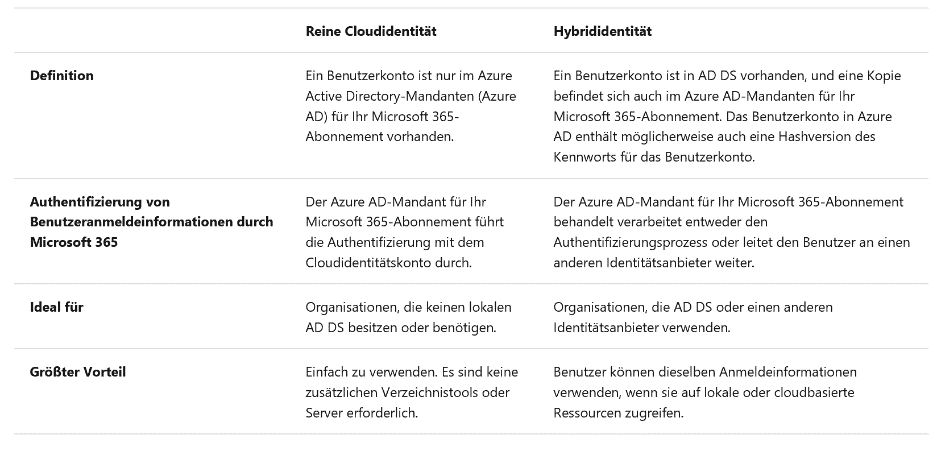 Reine Cloudidentität
Hybrididentität
Definition
Ein Benutzerkonto ist nur im Azure
Active Directory-Mandanten (Azure
AD) für Ihr Microsoft 365-
Abonnement vorhanden.
Ein Benutzerkonto ist in AD DS vorhanden, und eine Kopie
befindet sich auch im Azure AD-Mandanten für Ihr
Microsoft 365-Abonnement. Das Benutzerkonto in Azure
AD enthält möglicherweise auch eine Hashversion des
Kennworts für das Benutzerkonto.
Authentifizierung von
Benutzeranmeldeinformationen durch
Microsoft 365
Der Azure AD-Mandant für Ihr
Microsoft 365-Abonnement führt
die Authentifizierung mit dem
Cloudidentitätskonto durch.
Der Azure AD-Mandant für Ihr Microsoft 365-Abonnement
behandelt verarbeitet entweder den
Authentifizierungsprozess oder leitet den Benutzer an einen
anderen Identitätsanbieter weiter.
Ideal für
Organisationen, die keinen lokalen
AD DS besitzen oder benötigen.
Organisationen, die AD DS oder einen anderen
Identitätsanbieter verwenden.
Größter Vorteil
Einfach zu verwenden. Es sind keine
zusätzlichen Verzeichnistools oder
Server erforderlich.
Benutzer können dieselben Anmeldeinformationen
verwenden, wenn sie auf lokale oder cloudbasierte
Ressourcen zugreifen.